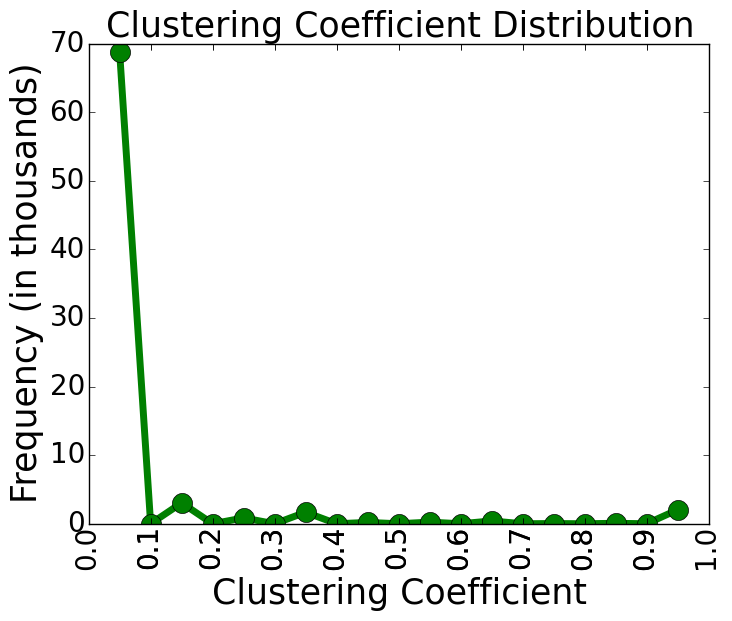 Clustering Coefficient Distribution
Frequency (in thousands)
70
60
50
40
30
20
10
0
0.0 0.1 0.2 0.3 0.4 0.5 0.6 0.7 0.8 0.9 1.0
Clustering Coefficient